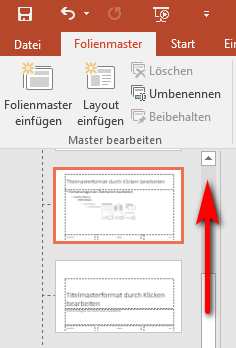 Datei Folienmaster Start
Folienmaster einfügen
Layout einfügen
Löschen
Umbenennen
Beibehalten
Master bearbeiten
Titelmasterformat durch Klicken bearbeiten
Titelmasterformat durch Klicken
bearbeiten